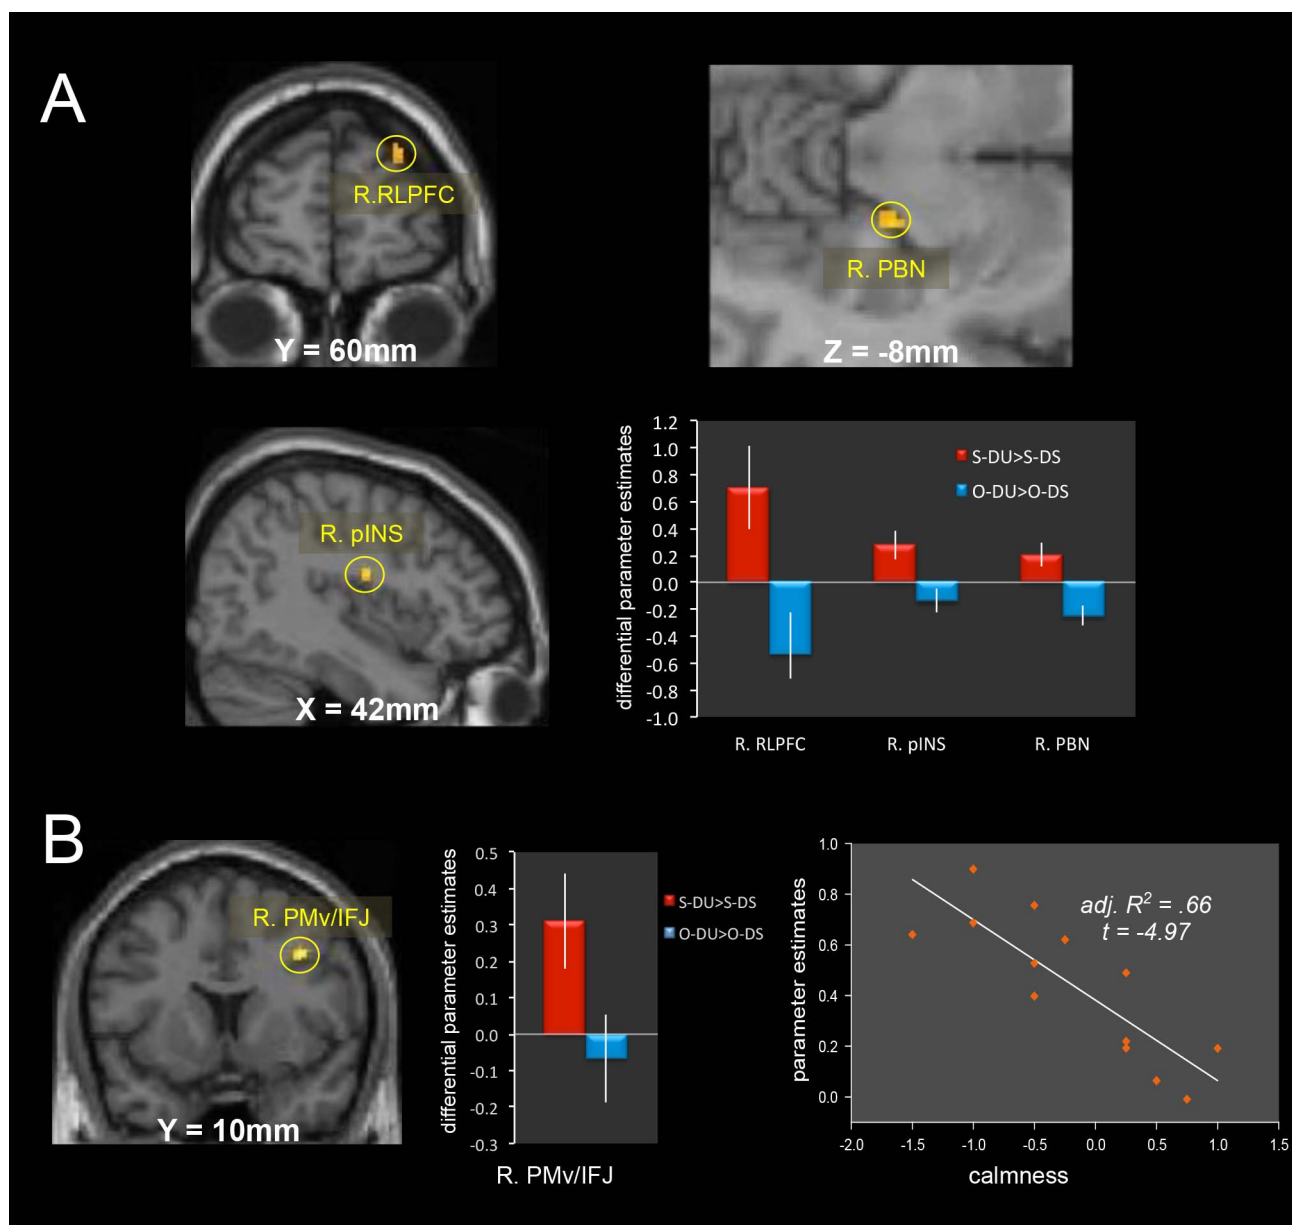 A
R.RLPFC
Y = 60mm
R. PBN
Z = -8mm
R. pINS
X = 42mm
differential parameter estimates
1.2
1.0
0.8
0.6
0.4
0.2
0.0
-0.2
-0.4
-0.6
-0.8
-1.0
S-DU>S-DS
O-DU>O-DS
R. RLPFC R. pINS R. PBN
B
R. PMv/IFJ
Y = 10mm
differential parameter estimates
0.5
0.4
0.3
0.2
0.1
0.0
-0.1
-0.2
-0.3
S-DU>S-DS
O-DU>O-DS
R. PMv/IFJ
parameter estimates
1.0
0.8
0.6
0.4
0.2
0.0
adj. R² = .66
t = -4.97
-2.0 -1.5 -1.0 -0.5 0.0 0.5 1.0 1.5
calmness